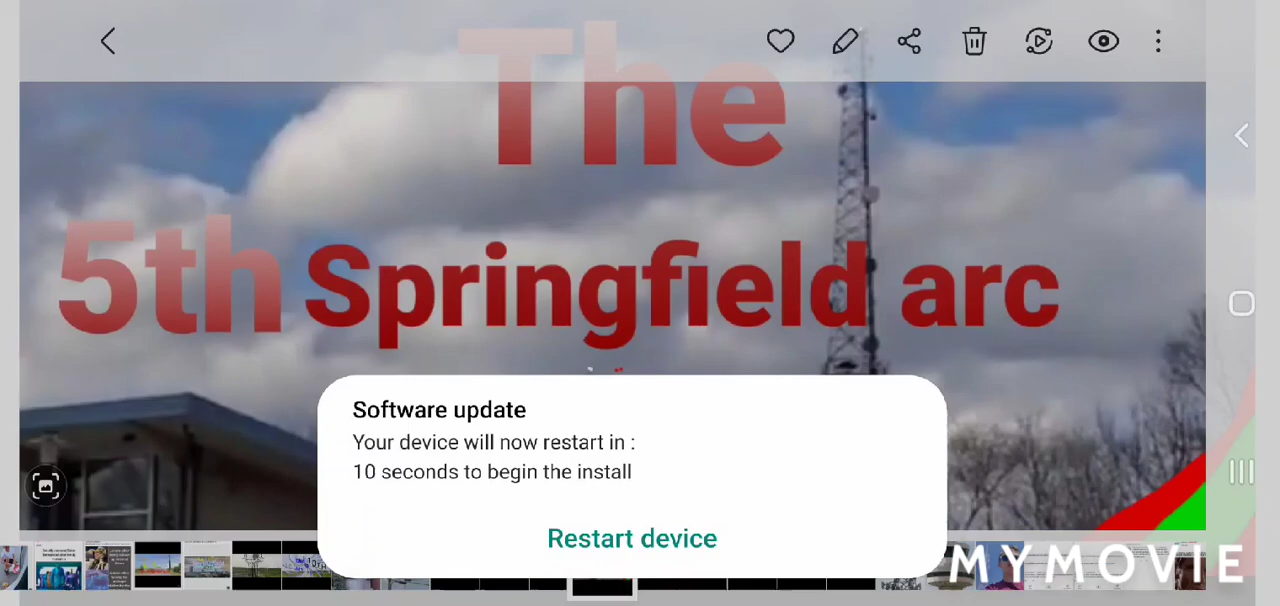 The
5th Springfield arc
Software update
Your device will now restart in :
10 seconds to begin the install
Restart device
MYMOVIE